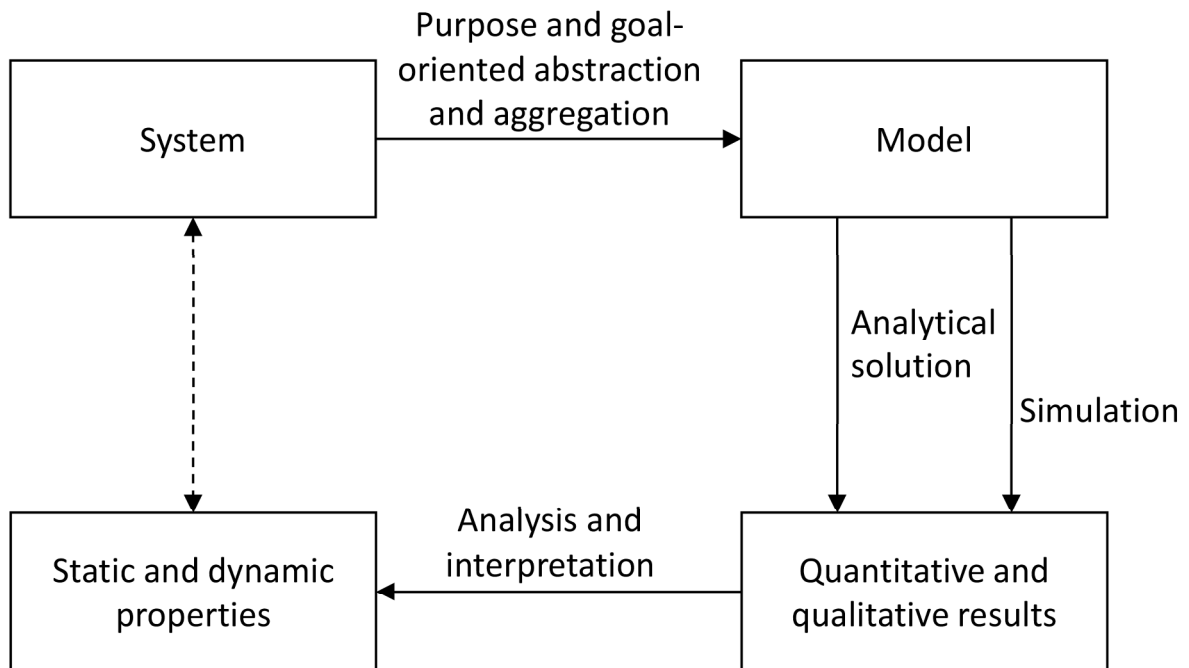 Purpose and goal-
oriented abstraction
and aggregation
System
Model
Analytical
solution
Simulation
Analysis and
interpretation
Static and dynamic
properties
Quantitative and
qualitative results